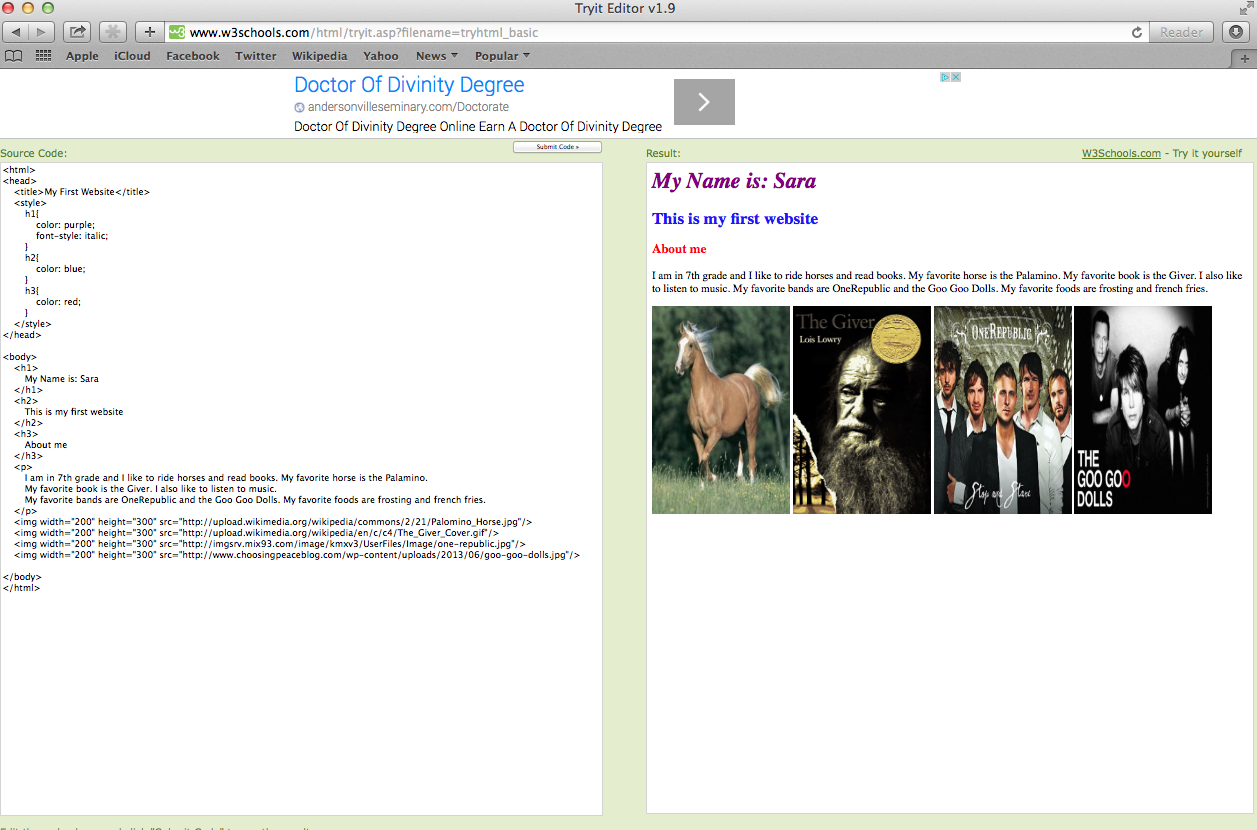 Tryit Editor v1.9
www.w3schools.com/html/tryit.asp?filename=tryhtml_basic
Reader
Apple iCloud Facebook Twitter Wikipedia Yahoo News Popular
Doctor Of Divinity Degree
andersonvilleseminary.com/Doctorate
Doctor Of Divinity Degree Online Earn A Doctor Of Divinity Degree
Source Code:
Submit Code »
<html>
<head>
<title>My First Website</title>
<style>
h1{
color: purple;
font-style: italic;
}
h2{
color: blue;
}
h3{
color: red;
}
</style>
</head>
<body>
<h1>
My Name is: Sara
</h1>
<h2>
This is my first website
</h2>
<h3>
About me
</h3>
<p>
I am in 7th grade and I like to ride horses and read books. My favorite horse is the Palamino.
My favorite book is the Giver. I also like to listen to music.
My favorite bands are OneRepublic and the Goo Goo Dolls. My favorite foods are frosting and french fries.
</p>
<img width="200" height="300" src="http://upload.wikimedia.org/wikipedia/commons/2/21/Palomino_Horse.jpg"/>
<img width="200" height="300" src="http://upload.wikimedia.org/wikipedia/en/c/c4/The_Giver_Cover.gif"/>
<img width="200" height="300" src="http://imgsrv.mix93.com/image/kmxv3/UserFiles/Image/one-republic.jpg"/>
<img width="200" height="300" src="http://www.choosingpeaceblog.com/wp-content/uploads/2013/06/goo-goo-dolls.jpg"/>
</body>
</html>
Result:
W3Schools.com - Try it yourself
My Name is: Sara
This is my first website
About me
I am in 7th grade and I like to ride horses and read books. My favorite horse is the Palamino. My favorite book is the Giver. I also like
to listen to music. My favorite bands are OneRepublic and the Goo Goo Dolls. My favorite foods are frosting and french fries.
The Giver
Lois Lowry
OneRepublic
Stop and Stare
THE
GOO GOO
DOLLS